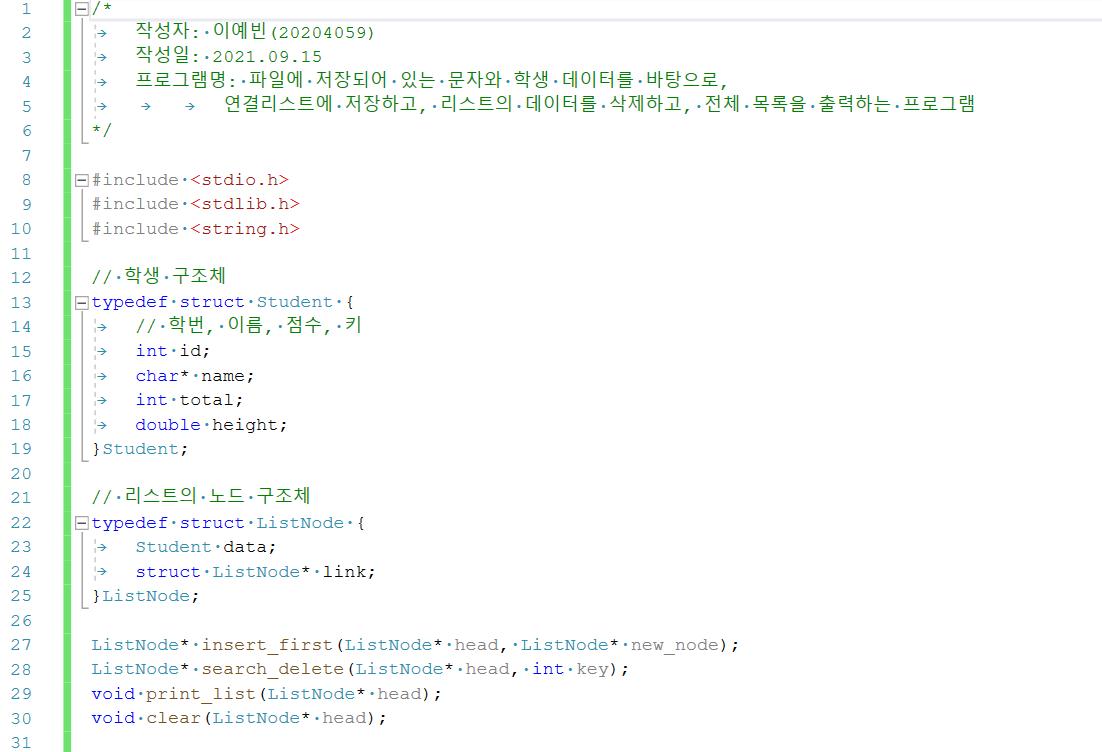 1 /*
2 작성자: 이예빈(20204059)
3 작성일: 2021.09.15
4 프로그램명: 파일에 저장되어 있는 문자와 학생 데이터를 바탕으로,
5 연결리스트에 저장하고, 리스트의 데이터를 삭제하고, 전체 목록을 출력하는 프로그램
6 */
7
8 #include <stdio.h>
9 #include <stdlib.h>
10 #include <string.h>
11
12 // 학생 구조체
13 typedef struct Student {
14 // 학번, 이름, 점수, 키
15 int id;
16 char* name;
17 int total;
18 double height;
19 }Student;
20
21 // 리스트의 노드 구조체
22 typedef struct ListNode {
23 Student data;
24 struct ListNode* link;
25 }ListNode;
26
27 ListNode* insert_first(ListNode* head, ListNode* new_node);
28 ListNode* search_delete(ListNode* head, int key);
29 void print_list(ListNode* head);
30 void clear(ListNode* head);
31